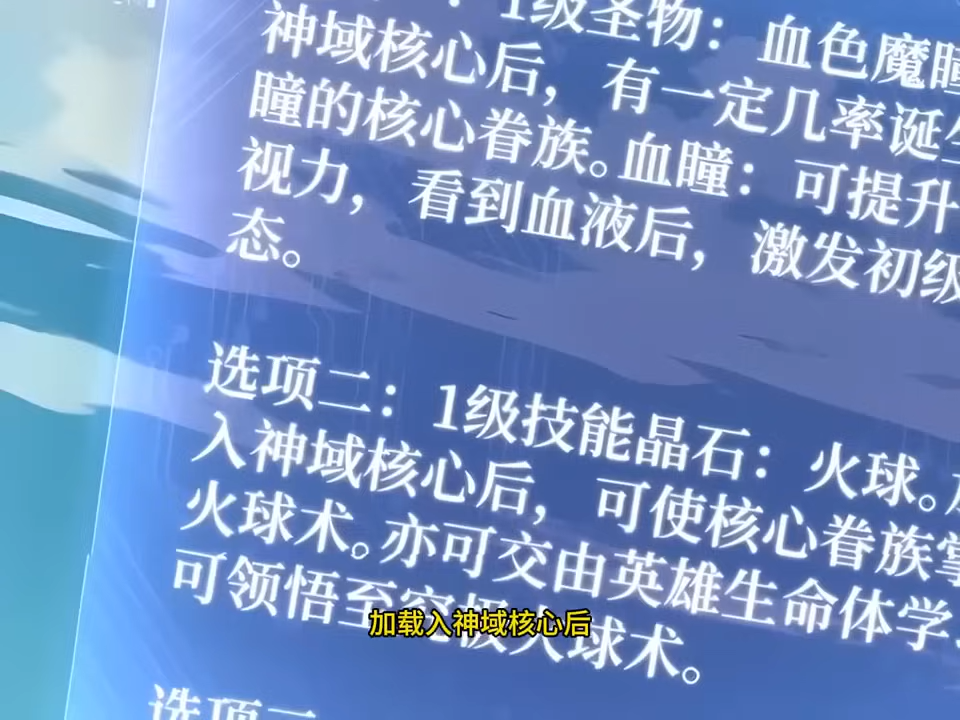 1级圣物：血色魔瞳
神域核心后，有一定几率诞生
瞳的核心眷族。血瞳：可提升
视力，看到血液后，激发初级
态。
选项二：1级技能晶石：火球。
入神域核心后，可使核心眷族掌
火球术。亦可交由英雄生命体学
可领悟至究极火球术。
加载入神域核心后
选项